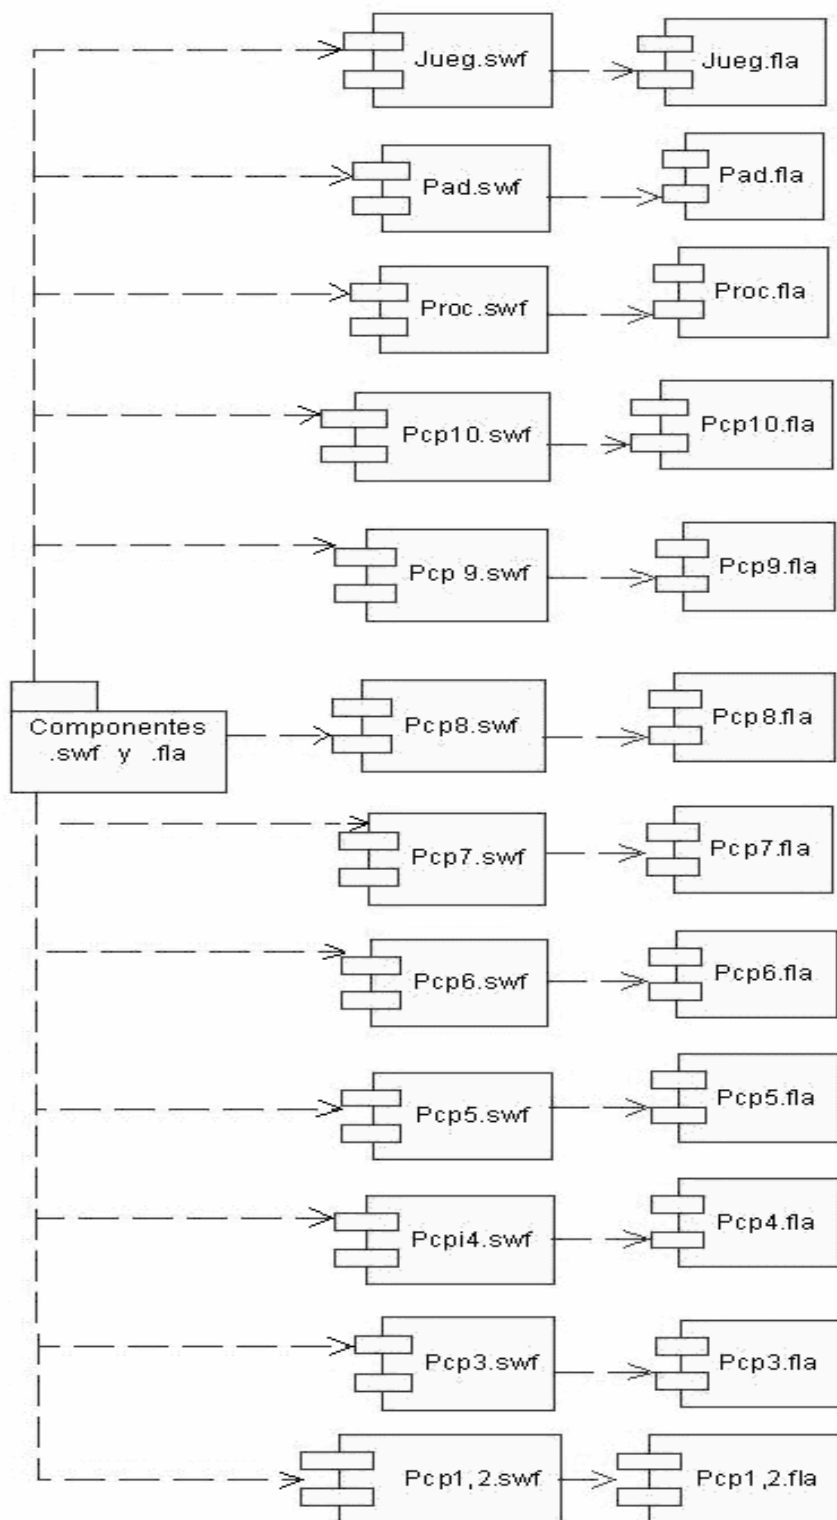 Jueg.swf
Jueg.fla
Pad.swf
Pad.fla
Proc.swf
Proc.fla
Pcp10.swf
Pcp10.fla
Pcp 9.swf
Pcp9.fla
Componentes
.swf y .fla
Pcp8.swf
Pcp8.fla
Pcp7.swf
Pcp7.fla
Pcp6.swf
Pcp6.fla
Pcp5.swf
Pcp5.fla
Pcpi4.swf
Pcp4.fla
Pcp3.swf
Pcp3.fla
Pcp1,2.swf
Pcp1,2.fla